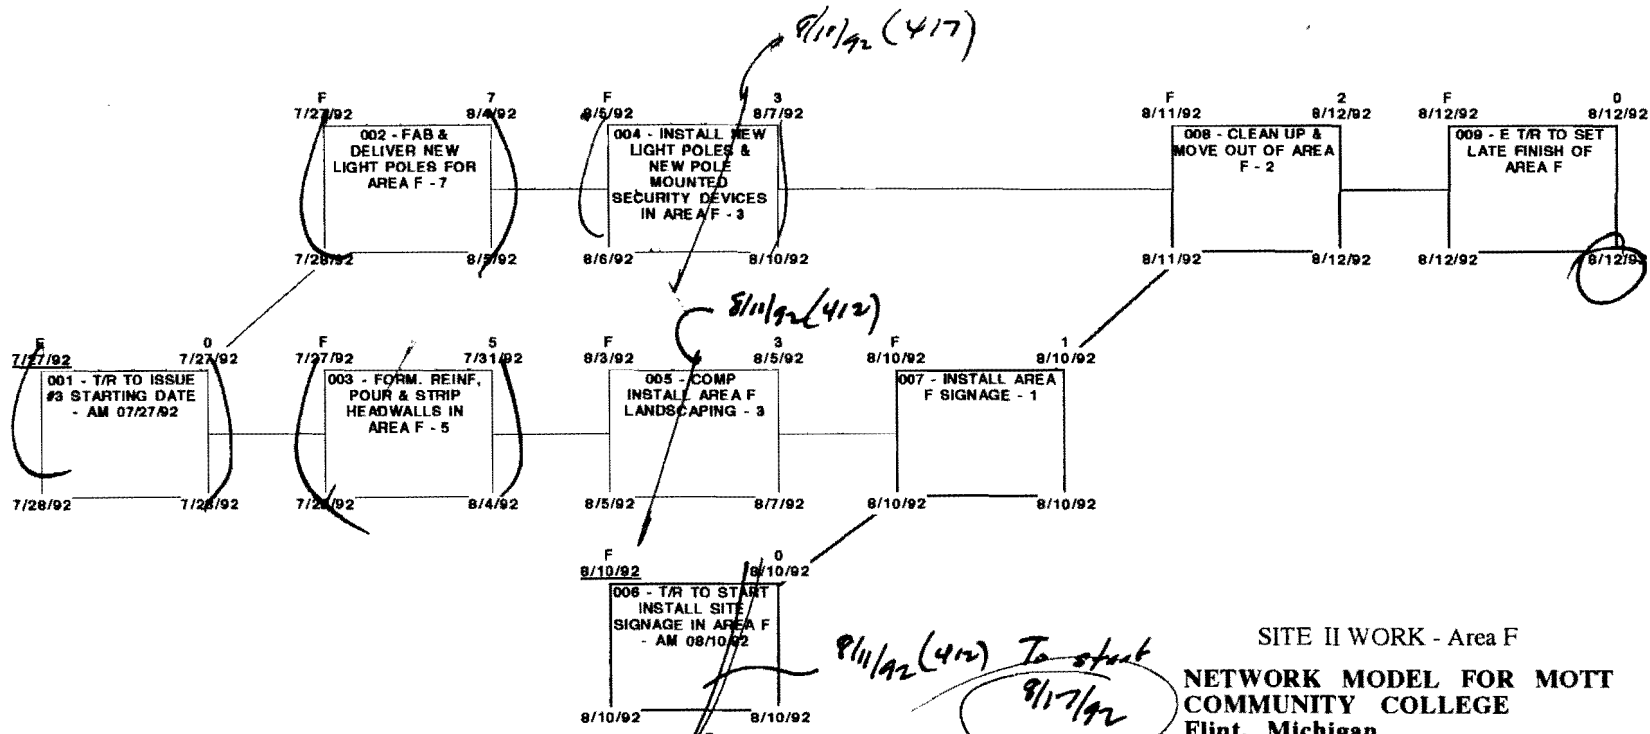 8/11/92 (417)
F 7
7/27/92 8/4/92
002 - FAB &
DELIVER NEW
LIGHT POLES FOR
AREA F - 7
7/28/92 8/5/92
F 3
8/5/92 8/7/92
004 - INSTALL NEW
LIGHT POLES &
NEW POLE
MOUNTED
SECURITY DEVICES
IN AREA F - 3
8/6/92 8/10/92
F 2
8/11/92 8/12/92
008 - CLEAN UP &
MOVE OUT OF AREA
F - 2
8/11/92 8/12/92
F 0
8/12/92 8/12/92
009 - E T/R TO SET
LATE FINISH OF
AREA F
8/12/92 8/12/92
8/11/92 (412)
F 0
7/27/92 7/27/92
001 - T/R TO ISSUE
#3 STARTING DATE
- AM 07/27/92
7/28/92 7/28/92
F 5
7/27/92 7/31/92
003 - FORM, REINF,
POUR & STRIP
HEADWALLS IN
AREA F - 5
8/4/92
F 3
8/3/92 8/5/92
005 - COMP
INSTALL AREA F
LANDSCAPING - 3
8/5/92 8/7/92
F 1
8/10/92 8/10/92
007 - INSTALL AREA
F SIGNAGE - 1
8/10/92 8/10/92
F 0
8/10/92 8/10/92
006 - T/R TO START
INSTALL SITE
SIGNAGE IN AREA F
- AM 08/10/92
8/10/92 8/10/92
8/11/92 (412) To start
8/17/92
SITE II WORK - Area F
NETWORK MODEL FOR MOTT
COMMUNITY COLLEGE
Flint, Michigan